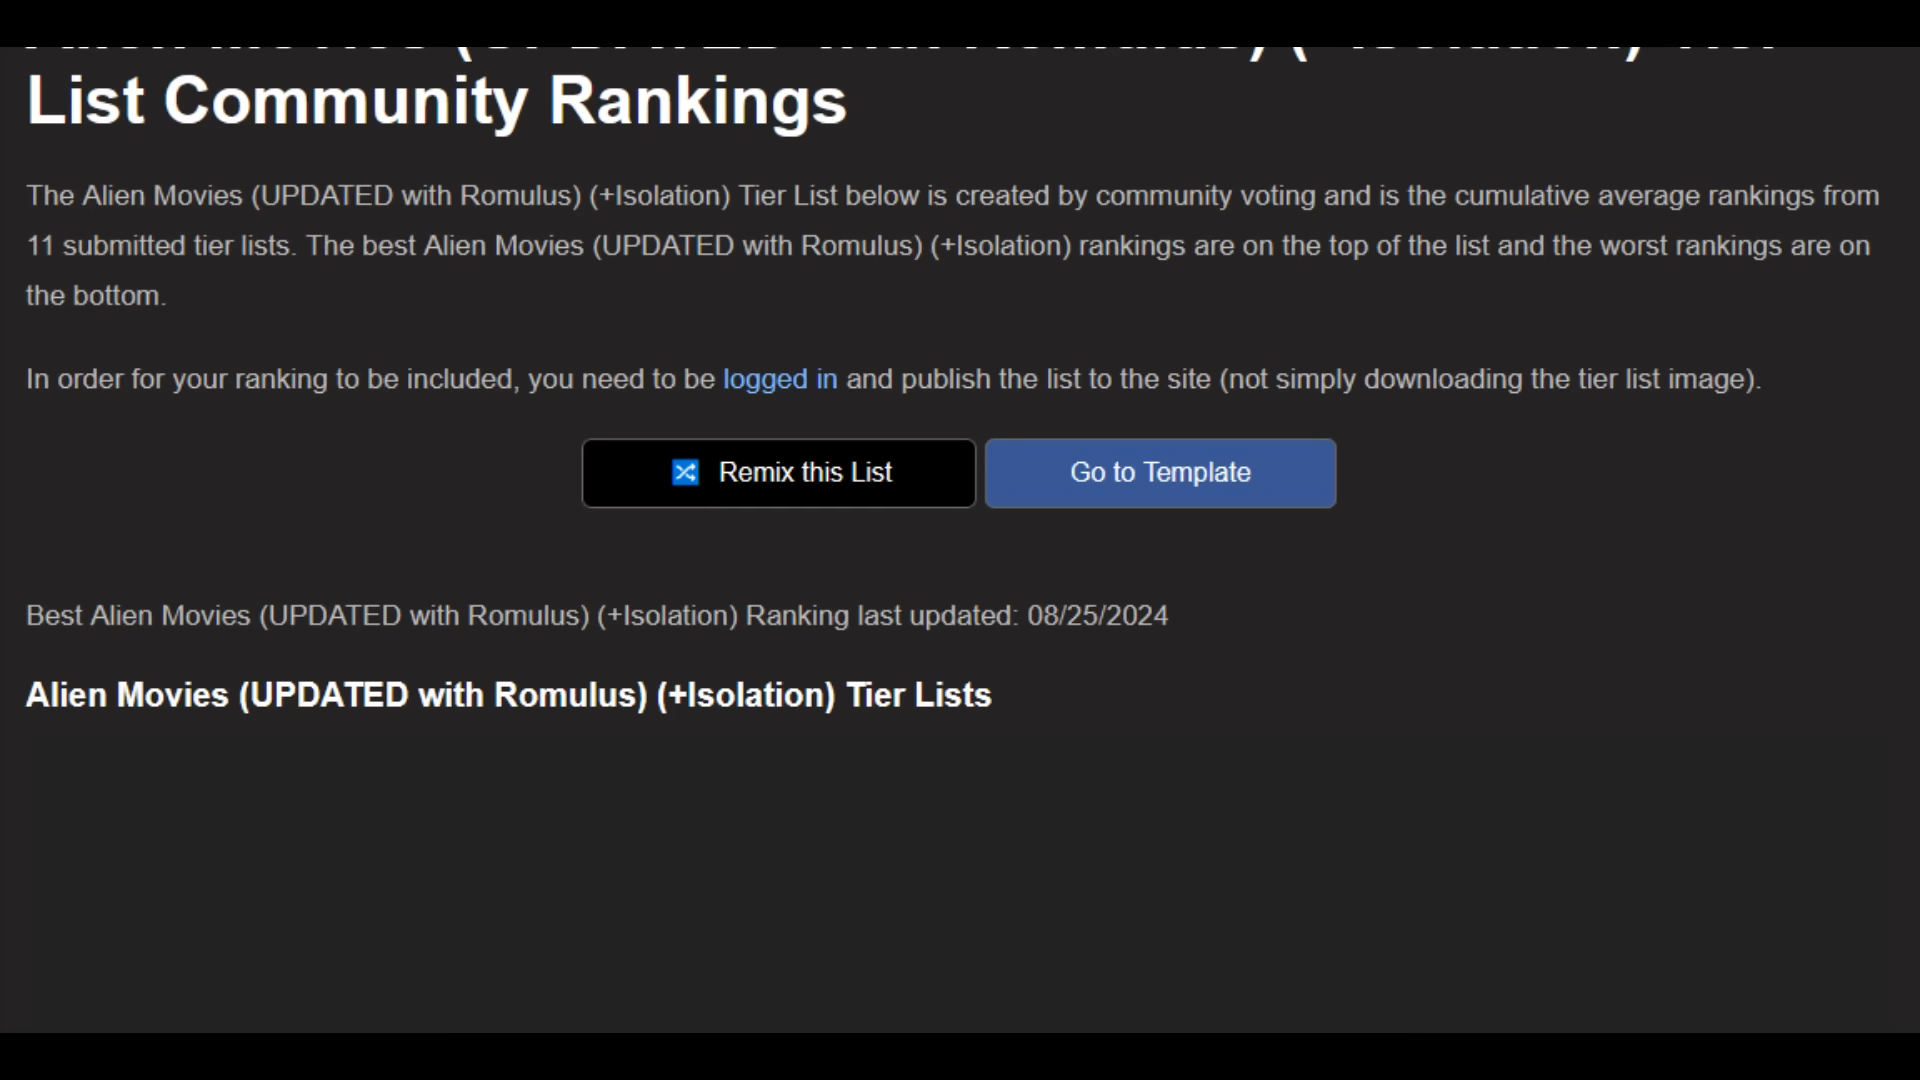 List Community Rankings
The Alien Movies (UPDATED with Romulus) (+Isolation) Tier List below is created by community voting and is the cumulative average rankings from
11 submitted tier lists. The best Alien Movies (UPDATED with Romulus) (+Isolation) rankings are on the top of the list and the worst rankings are on
the bottom.
In order for your ranking to be included, you need to be logged in and publish the list to the site (not simply downloading the tier list image).
Remix this List
Go to Template
Best Alien Movies (UPDATED with Romulus) (+Isolation) Ranking last updated: 08/25/2024
Alien Movies (UPDATED with Romulus) (+Isolation) Tier Lists